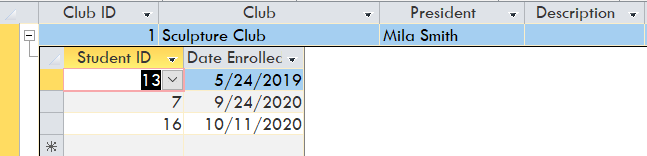 Club ID Club President Description
1 Sculpture Club Mila Smith
Student ID Date Enrollec
13 5/24/2019
7 9/24/2020
16 10/11/2020